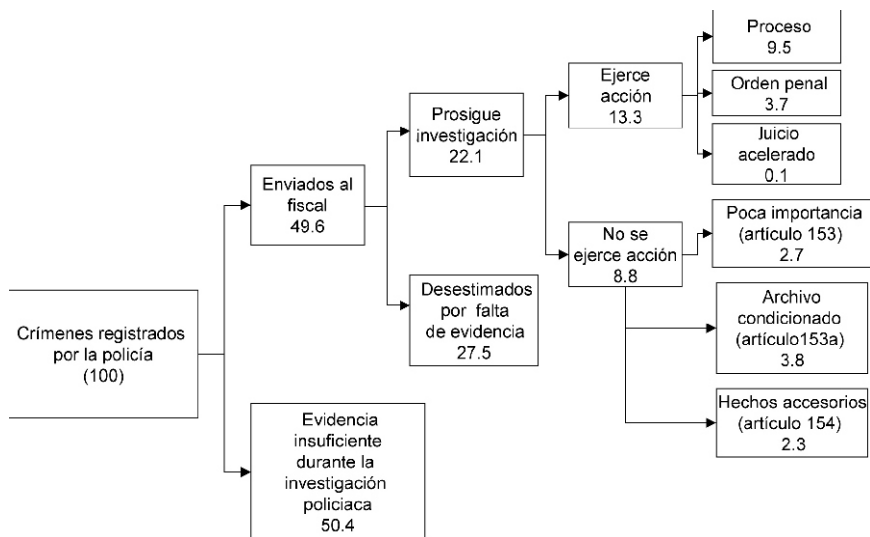 Crímenes registrados
por la policía
(100)
Enviados al
fiscal
49.6
Evidencia
insuficiente
durante la
investigación
policiaca
50.4
Prosigue
investigación
22.1
Desestimados
por falta
de evidencia
27.5
Ejerce
acción
13.3
No se
ejerce acción
8.8
Proceso
9.5
Orden penal
3.7
Juicio
acelerado
0.1
Poca importancia
(artículo 153)
2.7
Archivo
condicionado
(artículo153a)
3.8
Hechos accesorios
(artículo 154)
2.3